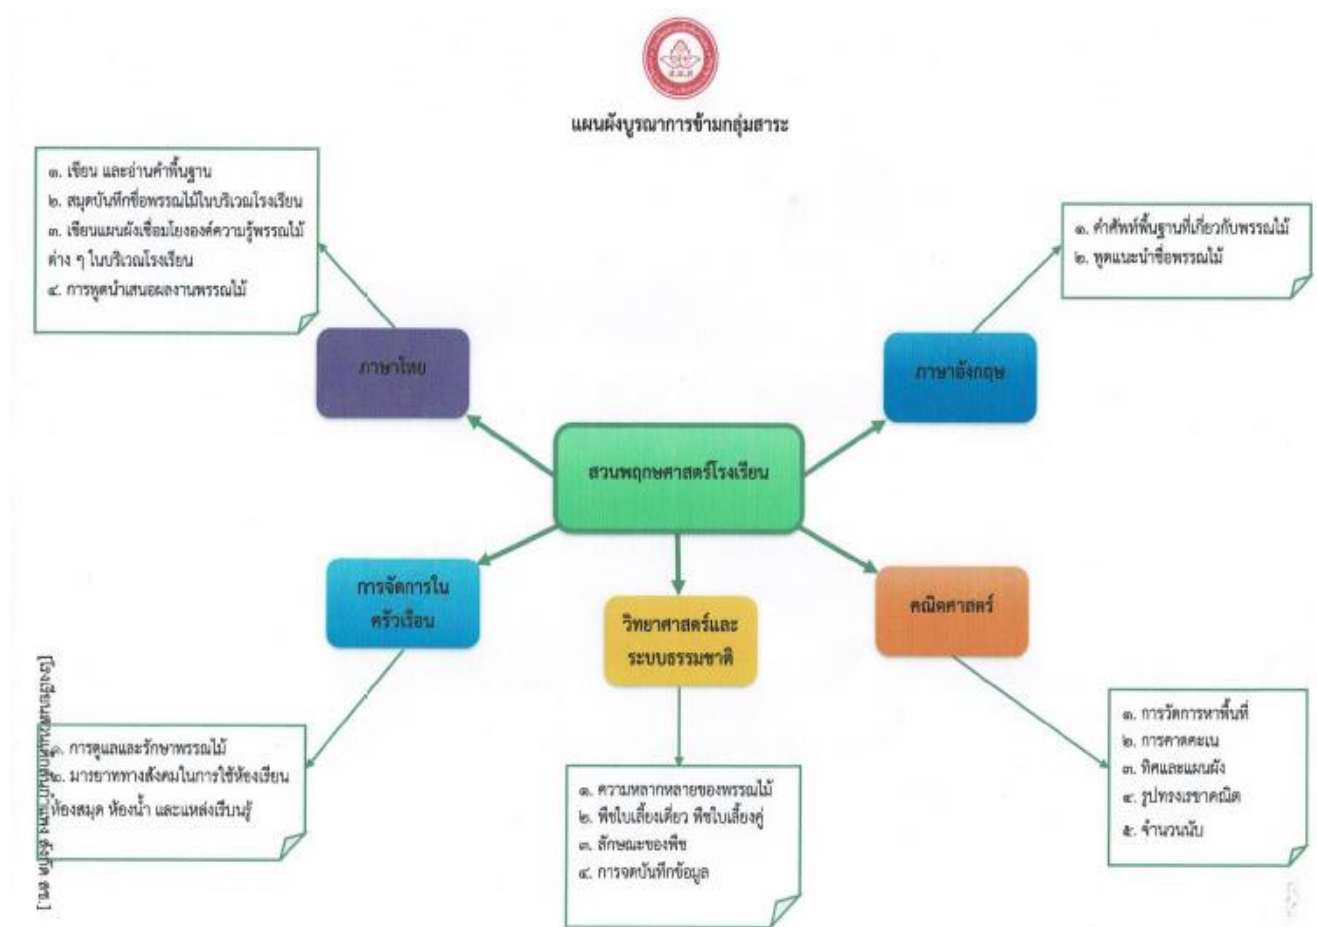 ส.ล.ส
แผนผังบูรณาการข้ามกลุ่มสาระ
๑. เขียน และอ่านคำพื้นฐาน
๒. สมุดบันทึกชื่อพรรณไม้ในบริเวณโรงเรียน
๓. เขียนแผนผังเชื่อมโยงองค์ความรู้พรรณไม้
ต่าง ๆ ในบริเวณโรงเรียน
๔. การพูดนำเสนอผลงานพรรณไม้
๑. คำศัพท์พื้นฐานที่เกี่ยวกับพรรณไม้
๒. พูดแนะนำชื่อพรรณไม้
ภาษาไทย
ภาษาอังกฤษ
สวนพฤกษศาสตร์โรงเรียน
การจัดการใน
ครัวเรือน
วิทยาศาสตร์และ
ระบบธรรมชาติ
คณิตศาสตร์
๑. การดูแลและรักษาพรรณไม้
๒. มารยาททางสังคมในการใช้ห้องเรียน
ห้องสมุด ห้องน้ำ และแหล่งเรียนรู้
๑. ความหลากหลายของพรรณไม้
๒. พืชใบเลี้ยงเดี่ยว พืชใบเลี้ยงคู่
๓. ลักษณะของพืช
๔. การจดบันทึกข้อมูล
๑. การวัดการหาพื้นที่
๒. การคาดคะเน
๓. ทิศและแผนผัง
๔. รูปทรงเรขาคณิต
๕. จำนวนนับ